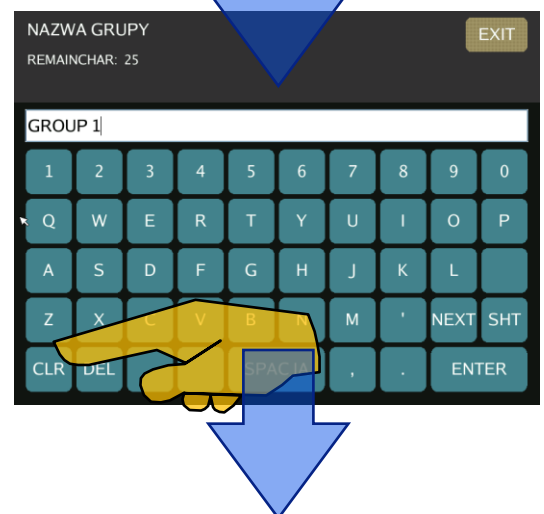 NAZWA GRUPY
EXIT
REMAINCHAR: 25
GROUP 1
1 2 3 4 5 6 7 8 9 0
Q W E R T Y U I O P
A S D F G H J K L
Z X C V B N M ' NEXT SHT
CLR DEL SPACJA , . ENTER